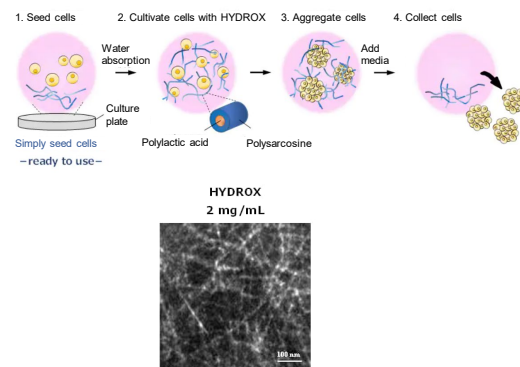 1. Seed cells
2. Cultivate cells with HYDROX
3. Aggregate cells
4. Collect cells
Water
absorption
Add
media
Culture
plate
Polylactic acid
Polysarcosine
Simply seed cells
–ready to use–
HYDROX
2 mg/mL
100 nm